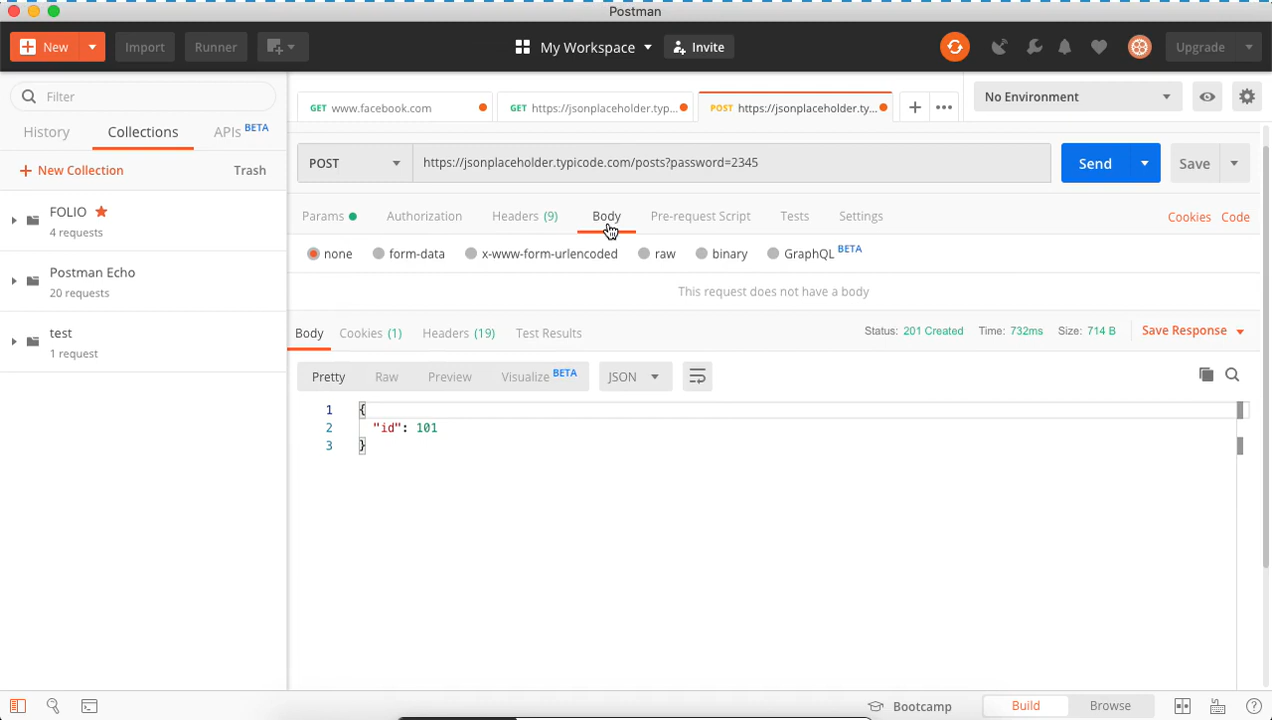 Postman
New
Import
Runner
My Workspace
Invite
Upgrade
Filter
History
Collections
APIs BETA
New Collection
Trash
FOLIO
4 requests
Postman Echo
20 requests
test
1 request
GET www.facebook.com
GET https://jsonplaceholder.typ...
POST https://jsonplaceholder.ty...
No Environment
POST
https://jsonplaceholder.typicode.com/posts?password=2345
Send
Save
Params
Authorization
Headers (9)
Body
Pre-request Script
Tests
Settings
Cookies
Code
none
form-data
x-www-form-urlencoded
raw
binary
GraphQL BETA
This request does not have a body
Body
Cookies (1)
Headers (19)
Test Results
Status: 201 Created
Time: 732ms
Size: 714 B
Save Response
Pretty
Raw
Preview
Visualize BETA
JSON
1 {
2 "id": 101
3 }
Bootcamp
Build
Browse